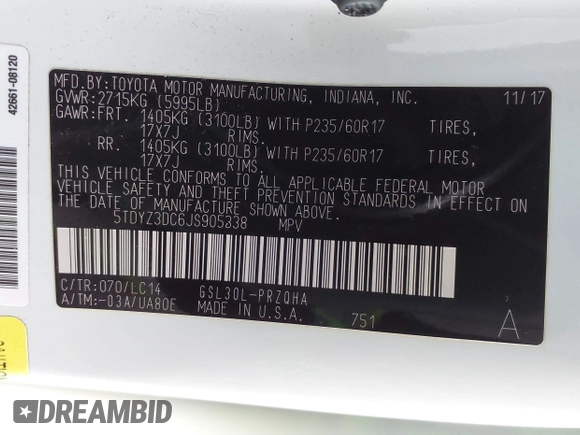 42661-08120
MFD.BY:TOYOTA MOTOR MANUFACTURING, INDIANA, INC. 11/17
GVWR:2715KG (5995LB)
GAWR:FRT. 1405KG (3100LB) WITH P235/60R17 TIRES,
17X7J RIMS.
RR. 1405KG (3100LB) WITH P235/60R17 TIRES,
17X7J RIMS.
THIS VEHICLE CONFORMS TO ALL APPLICABLE FEDERAL MOTOR
VEHICLE SAFETY AND THEFT PREVENTION STANDARDS IN EFFECT ON
THE DATE OF MANUFACTURE SHOWN ABOVE.
5TDYZ3DC6JS905338 MPV
C/TR:070/LC14 GSL30L-PRZQHA
A/TM:-03A/UA80E MADE IN U.S.A. 751 A
DREAMBID